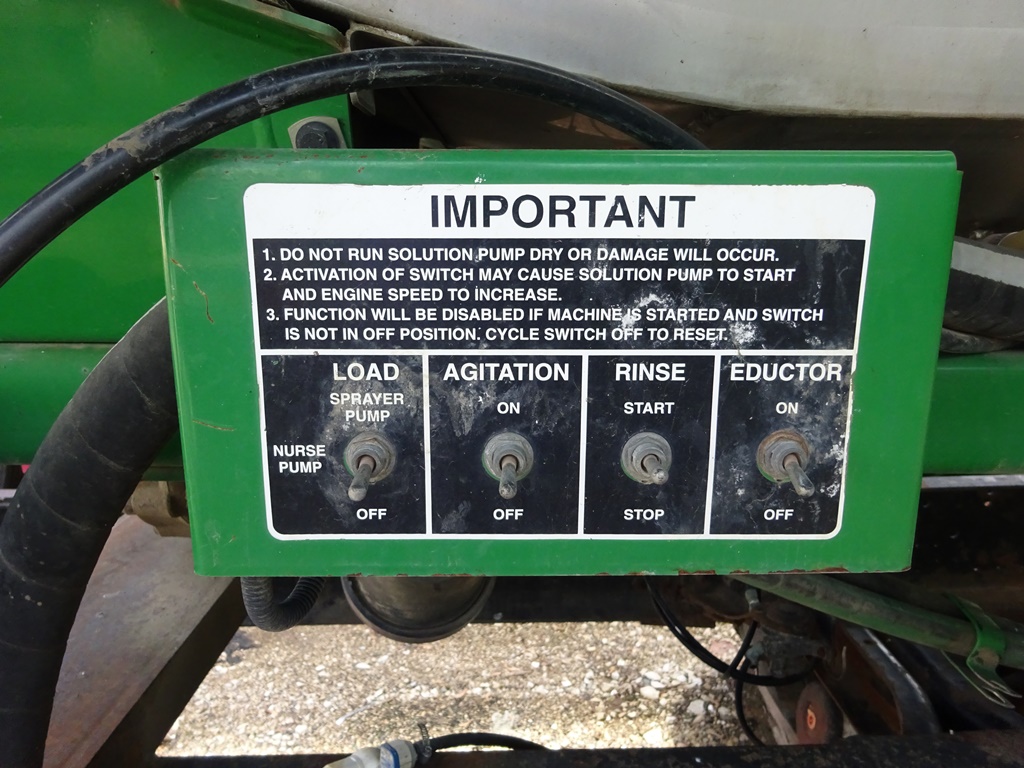 IMPORTANT
1. DO NOT RUN SOLUTION PUMP DRY OR DAMAGE WILL OCCUR.
2. ACTIVATION OF SWITCH MAY CAUSE SOLUTION PUMP TO START
AND ENGINE SPEED TO INCREASE.
3. FUNCTION WILL BE DISABLED IF MACHINE IS STARTED AND SWITCH
IS NOT IN OFF POSITION. CYCLE SWITCH OFF TO RESET.
LOAD
SPRAYER
PUMP
NURSE
PUMP
OFF
AGITATION
ON
OFF
RINSE
START
STOP
EDUCTOR
ON
OFF